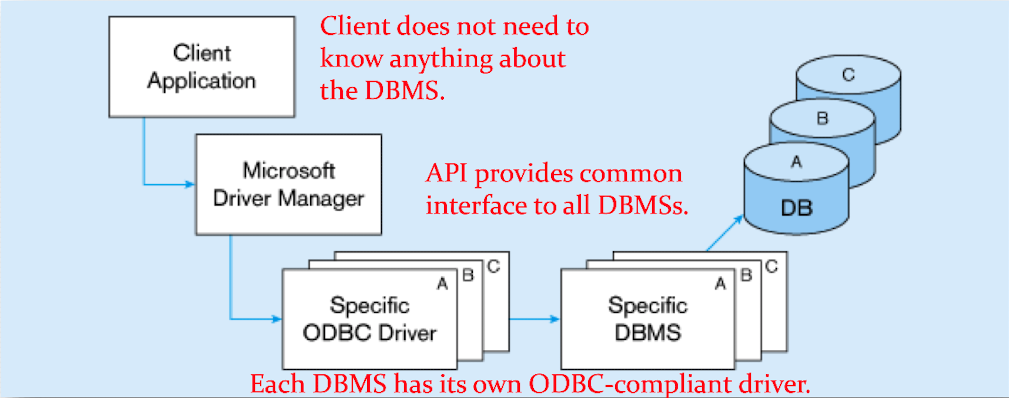 Client
Application
Client does not need to
know anything about
the DBMS.
Microsoft
Driver Manager
API provides common
interface to all DBMSs.
C
B
A
DB
C
B
A
Specific
ODBC Driver
C
B
A
Specific
DBMS
Each DBMS has its own ODBC-compliant driver.